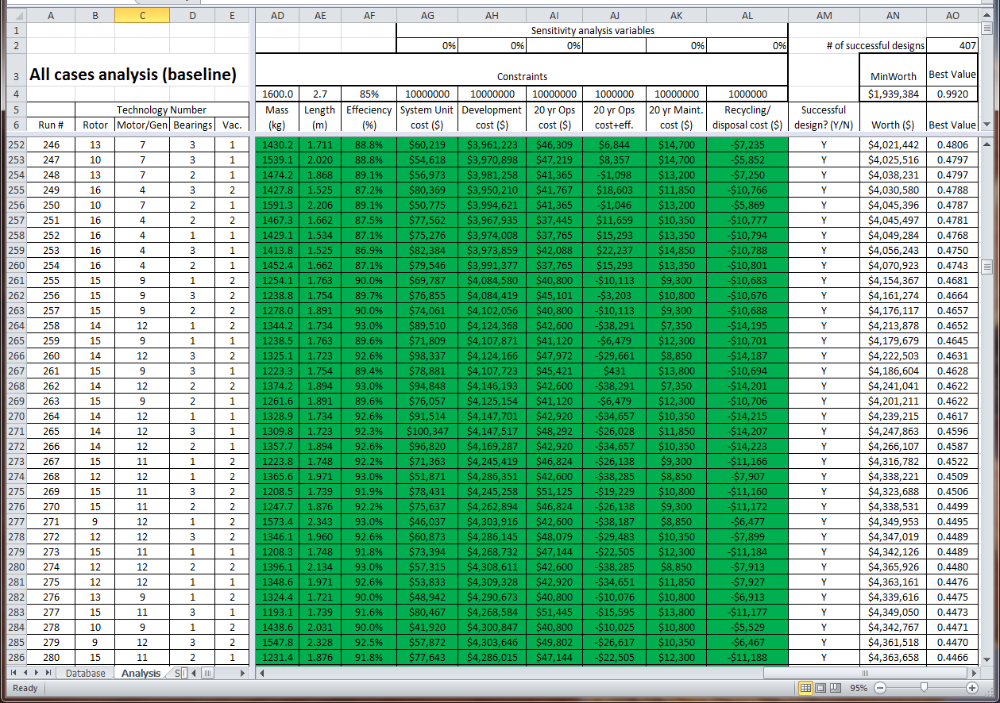 A B C D E AD AE AF AG AH AI AJ AK AL AM AN AO
1 Sensitivity analysis variables
2 0% 0% 0% 0% 0% # of successful designs 407
3 All cases analysis (baseline) Constraints MinWorth Best Value
4 1600.0 2.7 85% 10000000 10000000 10000000 1000000 10000000 1000000 $1,939,384 0.9920
5 Technology Number Mass Length Effeciency System Unit Development 20 yr Ops 20 yr Ops 20 yr Maint. Recycling/ Successful
6 Run # Rotor Motor/Gen Bearings Vac. (kg) (m) (%) cost ($) cost ($) cost ($) cost+eff. cost ($) disposal cost ($) design? (Y/N) Worth ($) Best Value
252 246 13 7 3 1 1430.2 1.711 88.8% $60,219 $3,961,223 $46,309 $6,844 $14,700 -$7,235 Y $4,021,442 0.4806
253 247 10 7 3 1 1539.1 2.020 88.8% $54,618 $3,970,898 $47,219 $8,357 $14,700 -$5,852 Y $4,025,516 0.4797
254 248 13 7 2 1 1474.2 1.868 89.1% $56,973 $3,981,258 $41,365 -$1,098 $13,200 -$7,250 Y $4,038,231 0.4797
255 249 16 4 3 2 1427.8 1.525 87.2% $80,369 $3,950,210 $41,767 $18,603 $11,850 -$10,766 Y $4,030,580 0.4788
256 250 10 7 2 1 1591.3 2.206 89.1% $50,775 $3,994,621 $41,365 -$1,046 $13,200 -$5,869 Y $4,045,396 0.4787
257 251 16 4 2 2 1467.3 1.662 87.5% $77,562 $3,967,935 $37,445 $11,659 $10,350 -$10,777 Y $4,045,497 0.4781
258 252 16 4 1 1 1429.1 1.534 87.1% $75,276 $3,974,008 $37,765 $15,293 $13,350 -$10,794 Y $4,049,284 0.4768
259 253 16 4 3 1 1413.8 1.525 86.9% $82,384 $3,973,859 $42,088 $22,237 $14,850 -$10,788 Y $4,056,243 0.4750
260 254 16 4 2 1 1452.4 1.662 87.1% $79,546 $3,991,377 $37,765 $15,293 $13,350 -$10,801 Y $4,070,923 0.4743
261 255 15 9 1 2 1254.1 1.763 90.0% $69,787 $4,084,580 $40,800 -$10,113 $9,300 -$10,683 Y $4,154,367 0.4681
262 256 15 9 3 2 1238.8 1.754 89.7% $76,855 $4,084,419 $45,101 -$3,203 $10,800 -$10,676 Y $4,161,274 0.4664
263 257 15 9 2 2 1278.0 1.891 90.0% $74,061 $4,102,056 $40,800 -$10,113 $9,300 -$10,688 Y $4,176,117 0.4657
264 258 14 12 1 2 1344.2 1.734 93.0% $89,510 $4,124,368 $42,600 -$38,291 $7,350 -$14,195 Y $4,213,878 0.4652
265 259 15 9 1 1 1238.5 1.763 89.6% $71,809 $4,107,871 $41,120 -$6,479 $12,300 -$10,701 Y $4,179,679 0.4645
266 260 14 12 3 2 1325.1 1.723 92.6% $98,337 $4,124,166 $47,972 -$29,661 $8,850 -$14,187 Y $4,222,503 0.4631
267 261 15 9 3 1 1223.3 1.754 89.4% $78,881 $4,107,723 $45,421 $431 $13,800 -$10,694 Y $4,186,604 0.4628
268 262 14 12 2 2 1374.2 1.894 93.0% $94,848 $4,146,193 $42,600 -$38,291 $7,350 -$14,201 Y $4,241,041 0.4622
269 263 15 9 2 1 1261.6 1.891 89.6% $76,057 $4,125,154 $41,120 -$6,479 $12,300 -$10,706 Y $4,201,211 0.4622
270 264 14 12 1 1 1328.9 1.734 92.6% $91,514 $4,147,701 $42,920 -$34,657 $10,350 -$14,215 Y $4,239,215 0.4617
271 265 14 12 3 1 1309.8 1.723 92.3% $100,347 $4,147,517 $48,292 -$26,028 $11,850 -$14,207 Y $4,247,863 0.4596
272 266 14 12 2 1 1357.7 1.894 92.6% $96,820 $4,169,287 $42,920 -$34,657 $10,350 -$14,223 Y $4,266,107 0.4587
273 267 15 11 1 2 1223.8 1.748 92.2% $71,363 $4,245,419 $46,824 -$26,138 $9,300 -$11,166 Y $4,316,782 0.4522
274 268 12 12 1 2 1365.6 1.971 93.0% $51,871 $4,286,351 $42,600 -$38,285 $8,850 -$7,907 Y $4,338,221 0.4509
275 269 15 11 3 2 1208.5 1.739 91.9% $78,431 $4,245,258 $51,125 -$19,229 $10,800 -$11,160 Y $4,323,688 0.4506
276 270 15 11 2 2 1247.7 1.876 92.2% $75,637 $4,262,894 $46,824 -$26,138 $9,300 -$11,172 Y $4,338,531 0.4499
277 271 9 12 1 2 1573.4 2.343 93.0% $46,037 $4,303,916 $42,600 -$38,187 $8,850 -$6,477 Y $4,349,953 0.4495
278 272 12 12 3 2 1346.1 1.960 92.6% $60,873 $4,286,145 $48,079 -$29,483 $10,350 -$7,899 Y $4,347,019 0.4489
279 273 15 11 1 1 1208.3 1.748 91.8% $73,394 $4,268,732 $47,144 -$22,505 $12,300 -$11,184 Y $4,342,126 0.4489
280 274 12 12 2 2 1396.1 2.134 93.0% $57,315 $4,308,611 $42,600 -$38,285 $8,850 -$7,913 Y $4,365,926 0.4480
281 275 12 12 1 1 1348.6 1.971 92.6% $53,833 $4,309,328 $42,920 -$34,651 $11,850 -$7,927 Y $4,363,161 0.4476
282 276 13 9 1 2 1324.4 1.721 90.0% $48,942 $4,290,673 $40,800 -$10,076 $10,800 -$6,913 Y $4,339,616 0.4475
283 277 15 11 3 1 1193.1 1.739 91.6% $80,467 $4,268,584 $51,445 -$15,595 $13,800 -$11,177 Y $4,349,050 0.4473
284 278 10 9 1 2 1438.6 2.031 90.0% $41,920 $4,300,847 $40,800 -$10,025 $10,800 -$5,529 Y $4,342,767 0.4471
285 279 9 12 3 2 1547.8 2.328 92.5% $57,872 $4,303,646 $49,802 -$26,617 $10,350 -$6,467 Y $4,361,518 0.4470
286 280 15 11 2 1 1231.4 1.876 91.8% $77,643 $4,286,015 $47,144 -$22,505 $12,300 -$11,188 Y $4,363,658 0.4466
Database Analysis S
Ready 95%